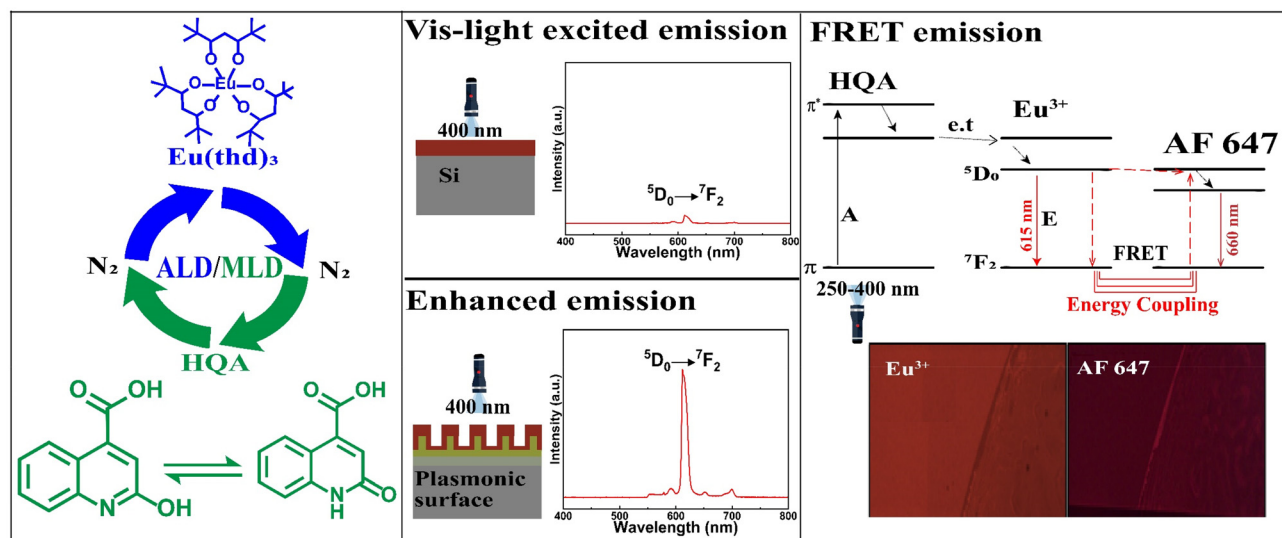 O
O
O
Eu
O
O
O
Eu(thd)₃
N₂
ALD/MLD
N₂
HQA
O
OH
N
OH
O
OH
N
H
O
Vis-light excited emission
400 nm
Si
Intensity (a.u.)
⁵D₀→⁷F₂
400 500 600 700 800
Wavelength (nm)
Enhanced emission
400 nm
Plasmonic
surface
Intensity (a.u.)
⁵D₀→⁷F₂
400 500 600 700 800
Wavelength (nm)
FRET emission
HQA
π*
e.t
Eu³⁺
AF 647
⁵D₀
A
615 nm
E
660 nm
FRET
π
⁷F₂
250-400 nm
Energy Coupling
Eu³⁺
AF 647